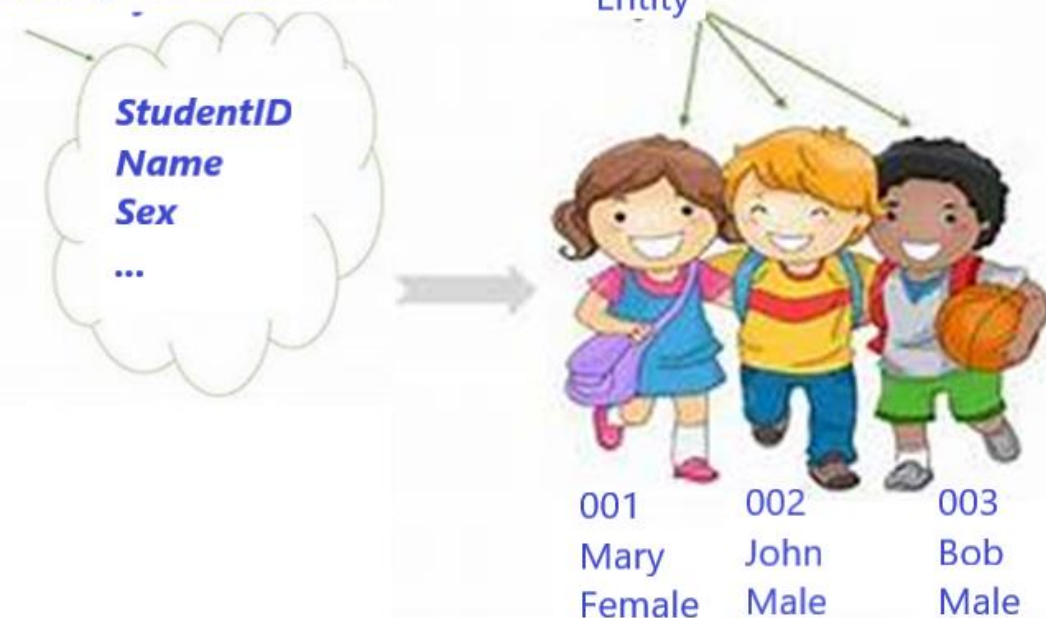 Entity
StudentID
Name
Sex
...
001
Mary
Female
002
John
Male
003
Bob
Male